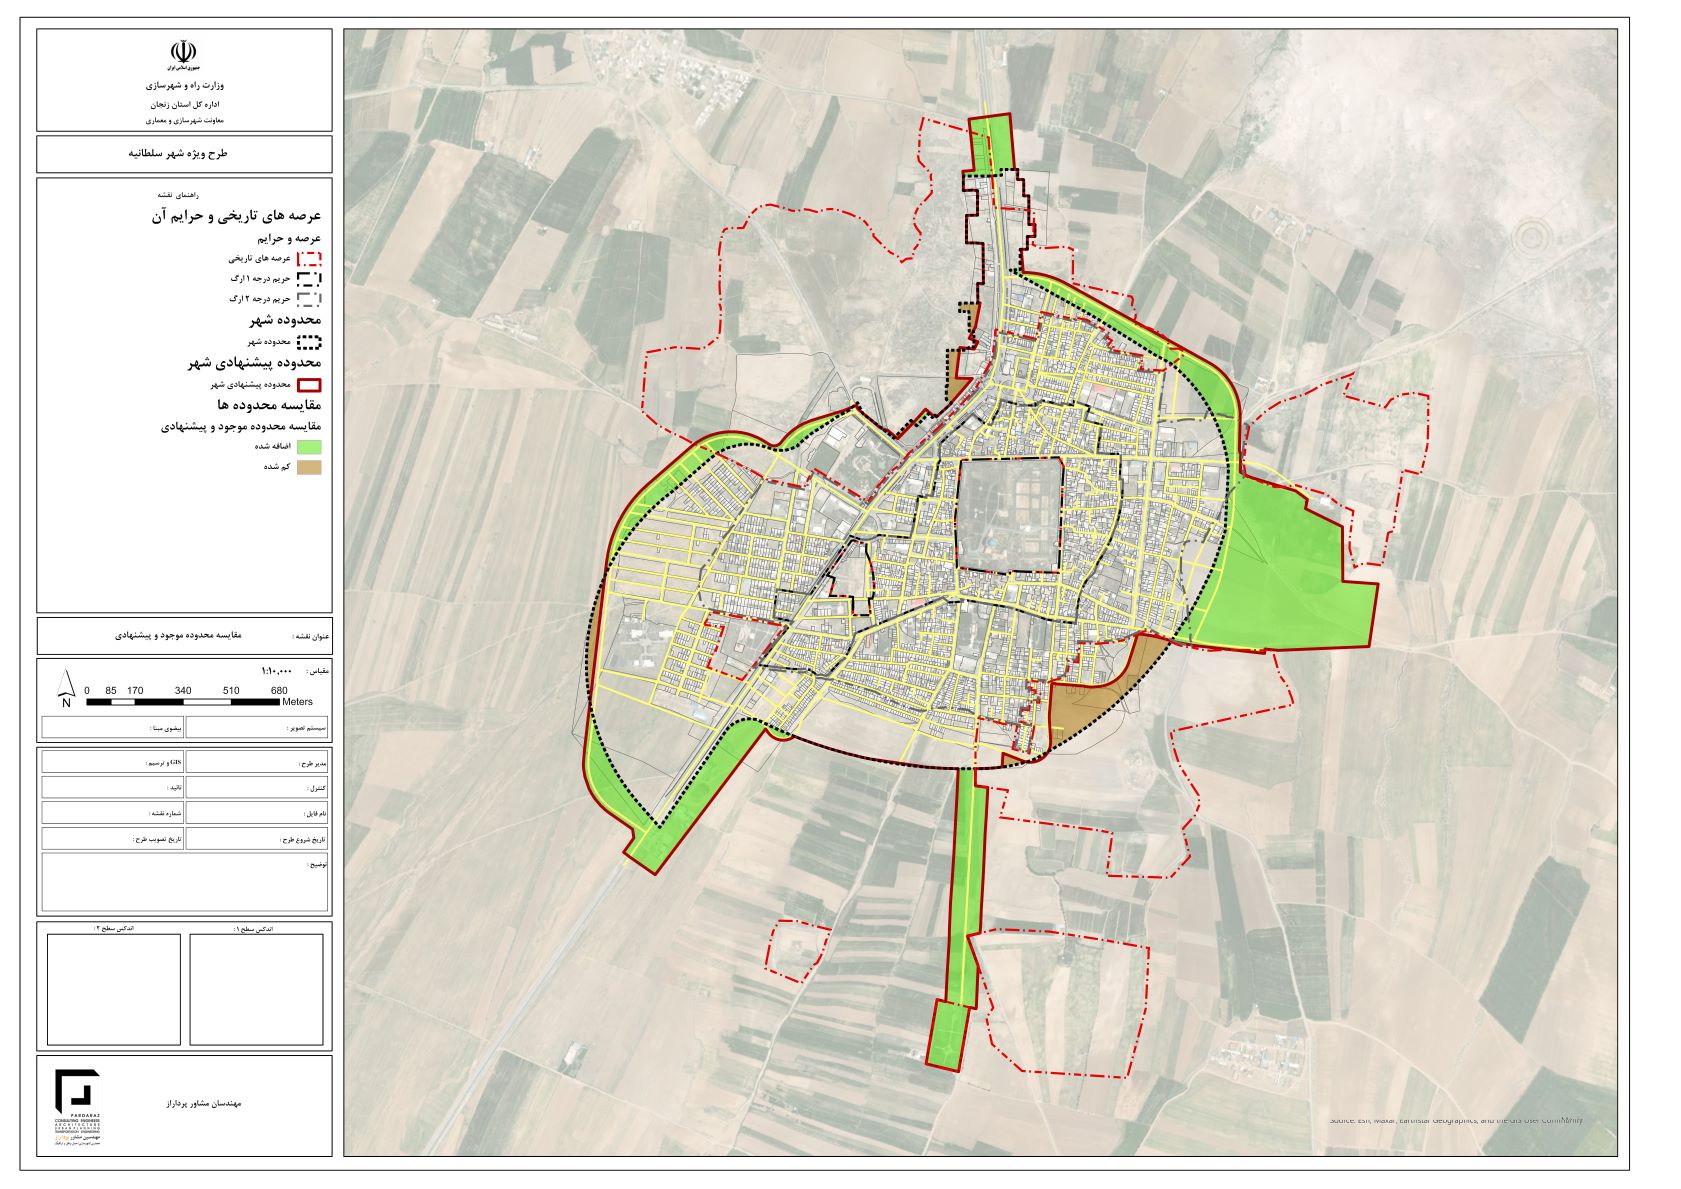 جمهوری اسلامی ایران
وزارت راه و شهرسازی
اداره کل استان زنجان
معاونت شهرسازی و معماری
طرح ویژه شهر سلطانیه
راهنمای نقشه
عرصه های تاریخی و حرایم آن
عرصه و حرایم
عرصه های تاریخی
حریم درجه ۱ ارگ
حریم درجه ۲ ارگ
محدوده شهر
محدوده شهر
محدوده پیشنهادی شهر
محدوده پیشنهادی شهر
مقایسه محدوده ها
مقایسه محدوده موجود و پیشنهادی
اضافه شده
کم شده
عنوان نقشه : مقایسه محدوده موجود و پیشنهادی
مقیاس : ۱:۱۰,۰۰۰
0 85 170 340 510 680
Meters
N
سیستم تصویر : بیضوی مبنا :
مدیر طرح : GIS و ترسیم :
کنترل : تائید :
نام فایل : شماره نقشه :
تاریخ شروع طرح : تاریخ تصویب طرح :
توضیح :
اندکس سطح ۱ : اندکس سطح ۲ :
مهندسان مشاور پرداراز
PARDARAZ
CONSULTING ENGINEERS
ARCHITECTURE
URBAN PLANNING
TRANSPORTATION ENGINEERING
مهندسین مشاور پردا راز
Source: Esri, Maxar, Earthstar Geographics, and the GIS User Community